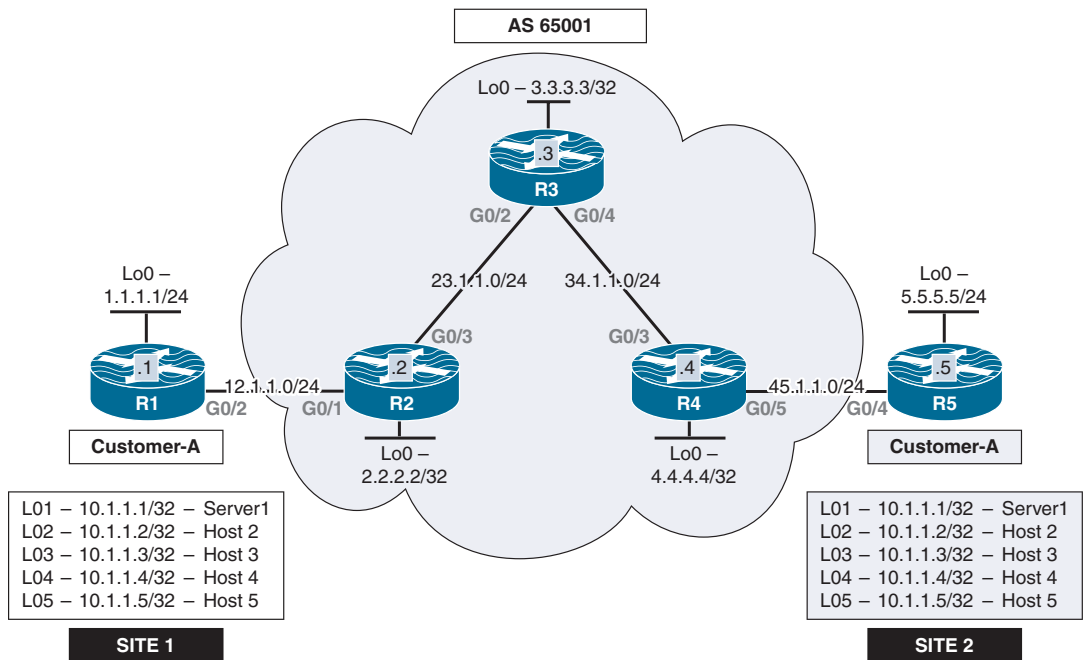 AS 65001
Lo0 – 3.3.3.3/32
.3
R3
G0/2
G0/4
23.1.1.0/24
34.1.1.0/24
Lo0 –
1.1.1.1/24
Lo0 –
5.5.5.5/24
G0/3
G0/3
.1
R1
G0/2
12.1.1.0/24
G0/1
.2
R2
.4
R4
G0/5
45.1.1.0/24
G0/4
.5
R5
Customer-A
Lo0 –
2.2.2.2/32
Lo0 –
4.4.4.4/32
Customer-A
L01 – 10.1.1.1/32 – Server1
L02 – 10.1.1.2/32 – Host 2
L03 – 10.1.1.3/32 – Host 3
L04 – 10.1.1.4/32 – Host 4
L05 – 10.1.1.5/32 – Host 5
SITE 1
L01 – 10.1.1.1/32 – Server1
L02 – 10.1.1.2/32 – Host 2
L03 – 10.1.1.3/32 – Host 3
L04 – 10.1.1.4/32 – Host 4
L05 – 10.1.1.5/32 – Host 5
SITE 2